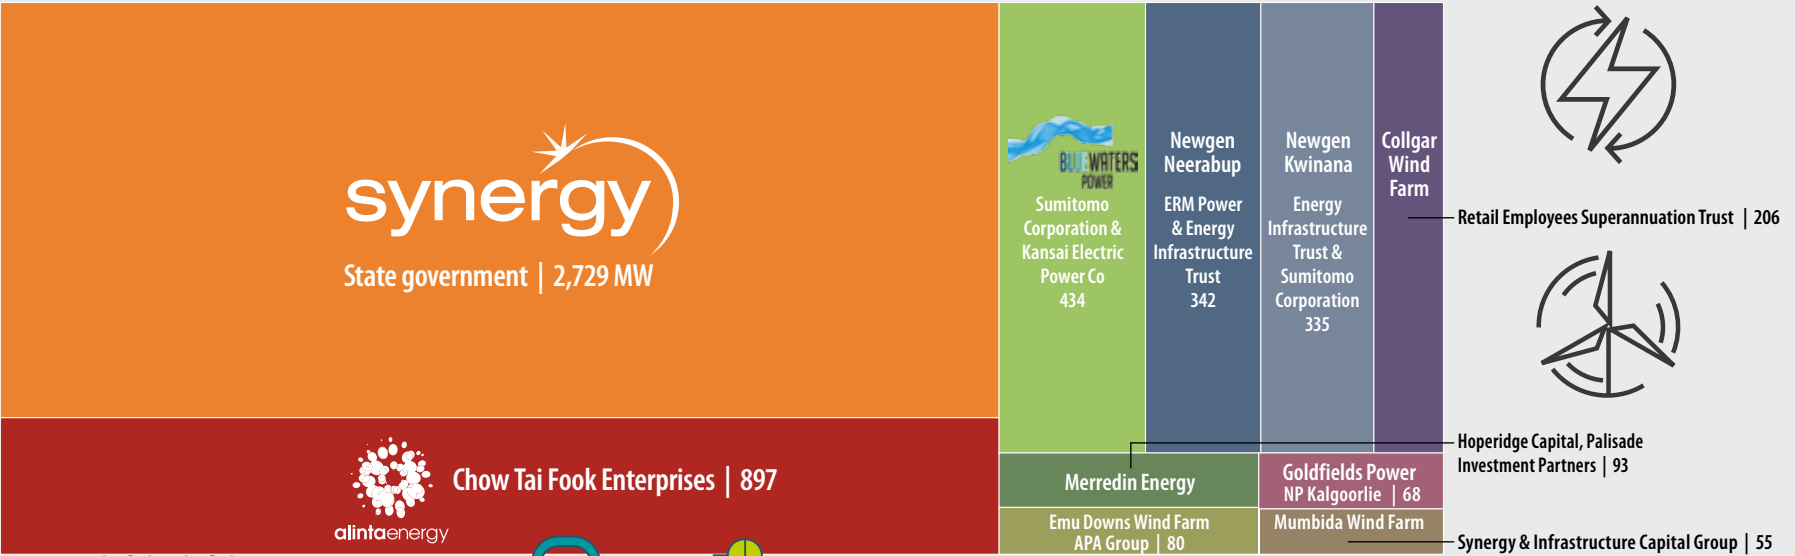 synergy
State government | 2,729 MW
alintaenergy
Chow Tai Fook Enterprises | 897
BLUEWATERS
POWER
Sumitomo
Corporation &
Kansai Electric
Power Co
434
Newgen
Neerabup
ERM Power
& Energy
Infrastructure
Trust
342
Newgen
Kwinana
Energy
Infrastructure
Trust &
Sumitomo
Corporation
335
Collgar
Wind
Farm
Retail Employees Superannuation Trust | 206
Merredin Energy
Hoperidge Capital, Palisade
Investment Partners | 93
Goldfields Power
NP Kalgoorlie | 68
Emu Downs Wind Farm
APA Group | 80
Mumbida Wind Farm
Synergy & Infrastructure Capital Group | 55